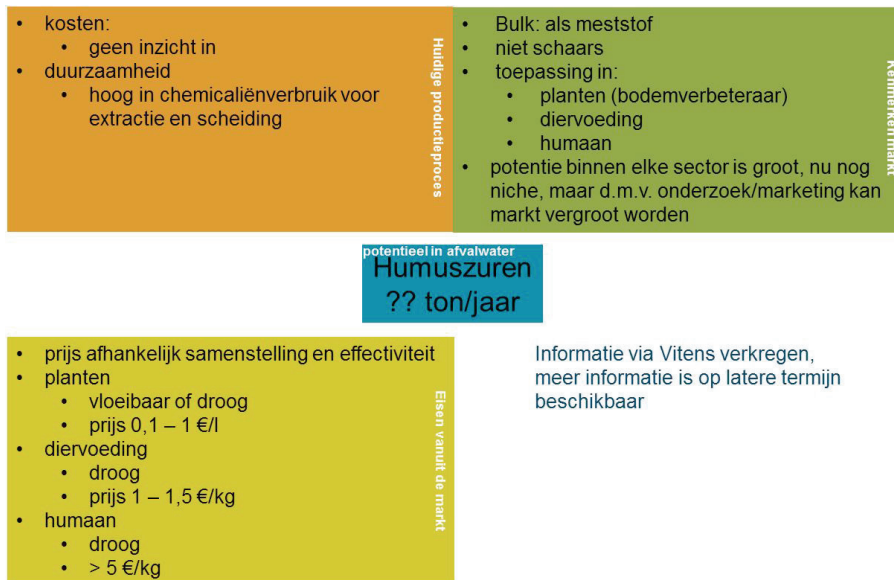 • kosten:
• geen inzicht in
• duurzaamheid
• hoog in chemicaliënverbruik voor
extractie en scheiding
Huidige productieproces
• Bulk: als meststof
• niet schaars
• toepassing in:
• planten (bodemverbeteraar)
• diervoeding
• humaan
• potentie binnen elke sector is groot, nu nog
niche, maar d.m.v. onderzoek/marketing kan
markt vergroot worden
Kenmerken markt
potentieel in afvalwater
Humuszuren
?? ton/jaar
• prijs afhankelijk samenstelling en effectiviteit
• planten
• vloeibaar of droog
• prijs 0,1 – 1 €/l
• diervoeding
• droog
• prijs 1 – 1,5 €/kg
• humaan
• droog
• > 5 €/kg
Eisen vanuit de markt
Informatie via Vitens verkregen,
meer informatie is op latere termijn
beschikbaar